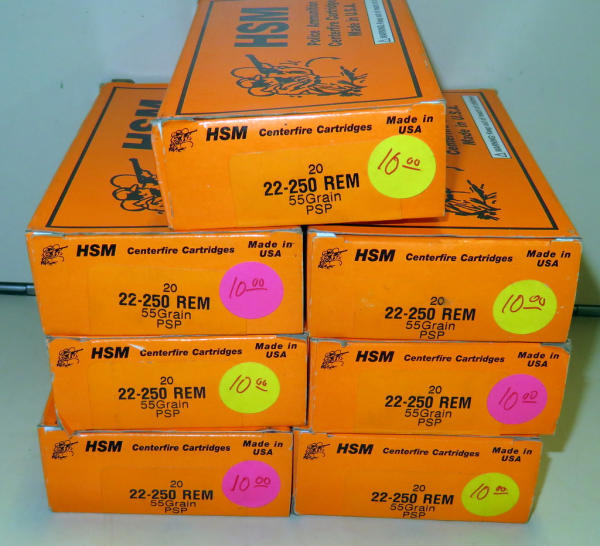 HSM
Police Ammunition
Centerfire Cartridges
Made in U.S.A.
HSM Centerfire Cartridges Made in USA
20
22-250 REM
55Grain
PSP
16.00
HSM
U.S.A.
HSM Centerfire Cartridges Made in USA
20
22-250 REM
55Grain
PSP
10.00
HSM Centerfire Cartridges Made in USA
20
22-250 REM
55Grain
PSP
10.00
HSM Centerfire Cartridges Made in USA
20
22-250 REM
55Grain
PSP
10.00
HSM Centerfire Cartridges Made in USA
20
22-250 REM
55Grain
PSP
10.00
HSM Centerfire Cartridges Made in USA
20
22-250 REM
55Grain
PSP
10.00
HSM Centerfire Cartridges Made in USA
20
22-250 REM
55Grain
PSP
10.00